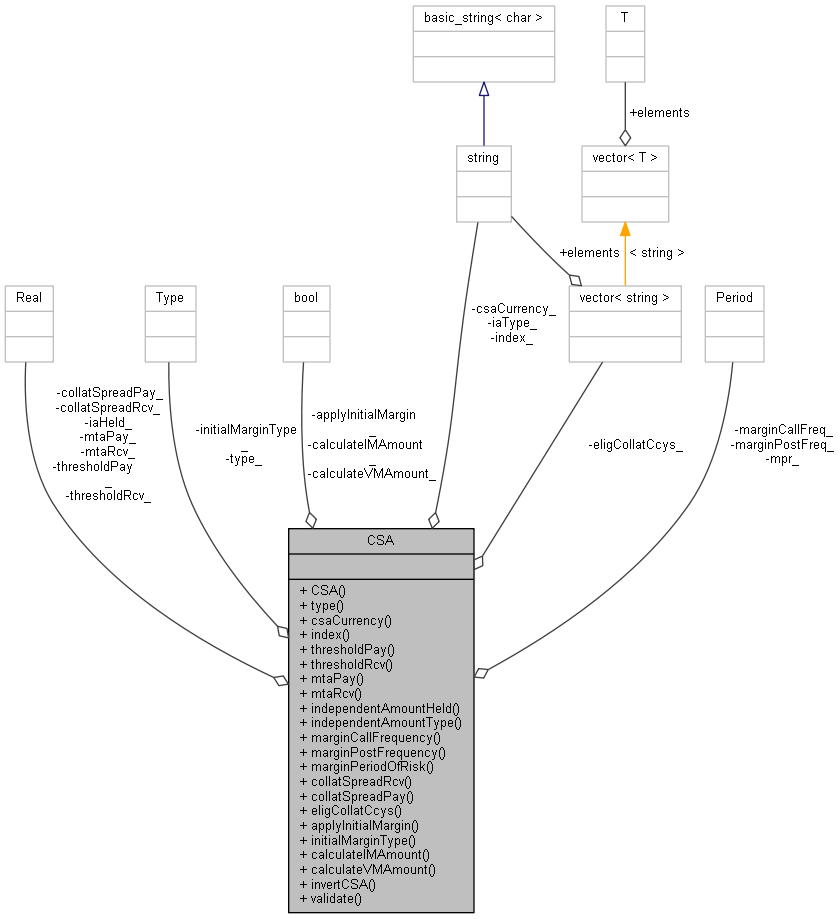 basic_string< char >
T
+elements
string
vector< T >
+elements
< string >
Real
Type
bool
vector< string >
Period
-csaCurrency_
-iaType_
-index_
-collatSpreadPay_
-collatSpreadRcv_
-iaHeld_
-mtaPay_
-mtaRcv_
-thresholdPay
_
-thresholdRcv_
-initialMarginType
_
-type_
-applyInitialMargin
_
-calculateIMAmount
_
-calculateVMAmount_
-eligCollatCcys_
-marginCallFreq_
-marginPostFreq_
-mpr_
CSA
+ CSA()
+ type()
+ csaCurrency()
+ index()
+ thresholdPay()
+ thresholdRcv()
+ mtaPay()
+ mtaRcv()
+ independentAmountHeld()
+ independentAmountType()
+ marginCallFrequency()
+ marginPostFrequency()
+ marginPeriodOfRisk()
+ collatSpreadRcv()
+ collatSpreadPay()
+ eligCollatCcys()
+ applyInitialMargin()
+ initialMarginType()
+ calculateIMAmount()
+ calculateVMAmount()
+ invertCSA()
+ validate()